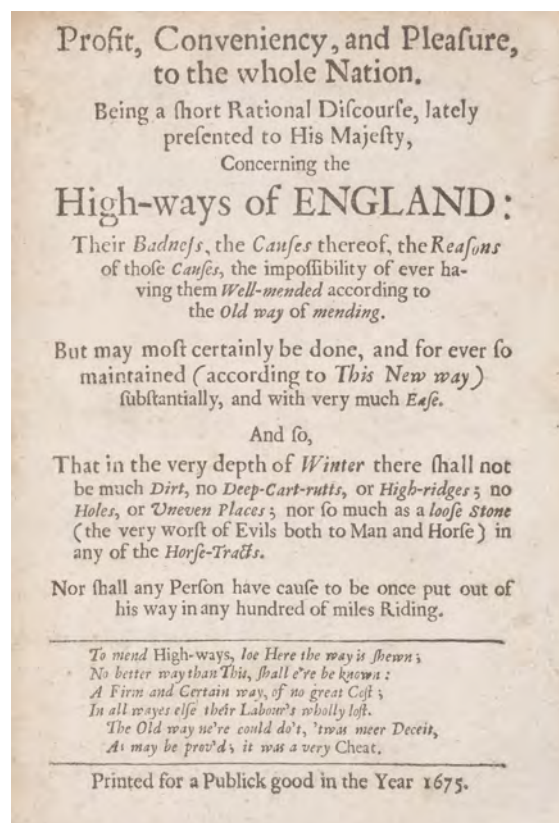 Profit, Conveniency, and Pleaſure,
to the whole Nation.
Being a ſhort Rational Diſcourſe, lately
preſented to His Majeſty,
Concerning the
High-ways of ENGLAND:
Their Badneſs, the Cauſes thereof, the Reaſons
of thoſe Cauſes, the impoſſibility of ever ha-
ving them Well-mended according to
the Old way of mending.
But may moſt certainly be done, and for ever ſo
maintained (according to This New way)
ſubſtantially, and with very much Eaſe.
And ſo,
That in the very depth of Winter there ſhall not
be much Dirt, no Deep-Cart-rutts, or High-ridges; no
Holes, or Uneven Places; nor ſo much as a looſe Stone
(the very worſt of Evils both to Man and Horſe) in
any of the Horſe-Tracts.
Nor ſhall any Perſon have cauſe to be once put out of
his way in any hundred of miles Riding.
To mend High-ways, loe Here the way is ſhewn;
No better way than This, ſhall e're be known:
A Firm and Certain way, of no great Coſt;
In all wayes elſe their Labour's wholly loſt.
The Old way ne're could do't, 'twas meer Deceit,
As may be prov'd; it was a very Cheat.
Printed for a Publick good in the Year 1675.